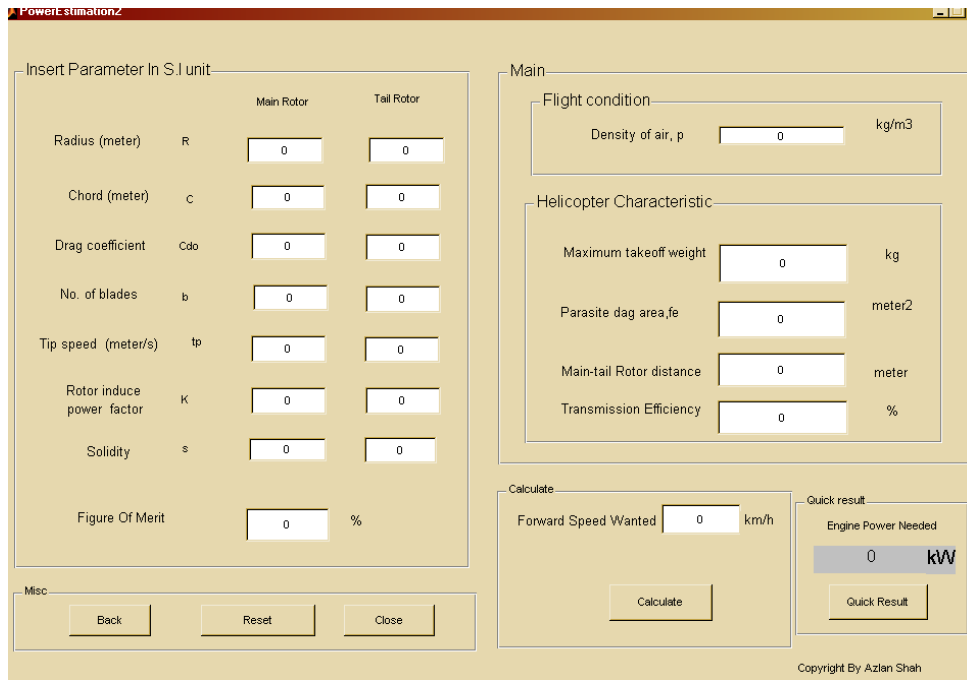 PowerEstimation2
Insert Parameter In S.I unit
Main Rotor
Tail Rotor
Radius (meter) R 0 0
Chord (meter) C 0 0
Drag coefficient Cdo 0 0
No. of blades b 0 0
Tip speed (meter/s) tp 0 0
Rotor induce
power factor K 0 0
Solidity s 0 0
Figure Of Merit 0 %
Misc
Back
Reset
Close
Main
Flight condition
Density of air, p 0 kg/m3
Helicopter Characteristic
Maximum takeoff weight 0 kg
Parasite dag area,fe 0 meter2
Main-tail Rotor distance 0 meter
Transmission Efficiency 0 %
Calculate
Forward Speed Wanted 0 km/h
Calculate
Quick result
Engine Power Needed
0 kW
Quick Result
Copyright By Azlan Shah